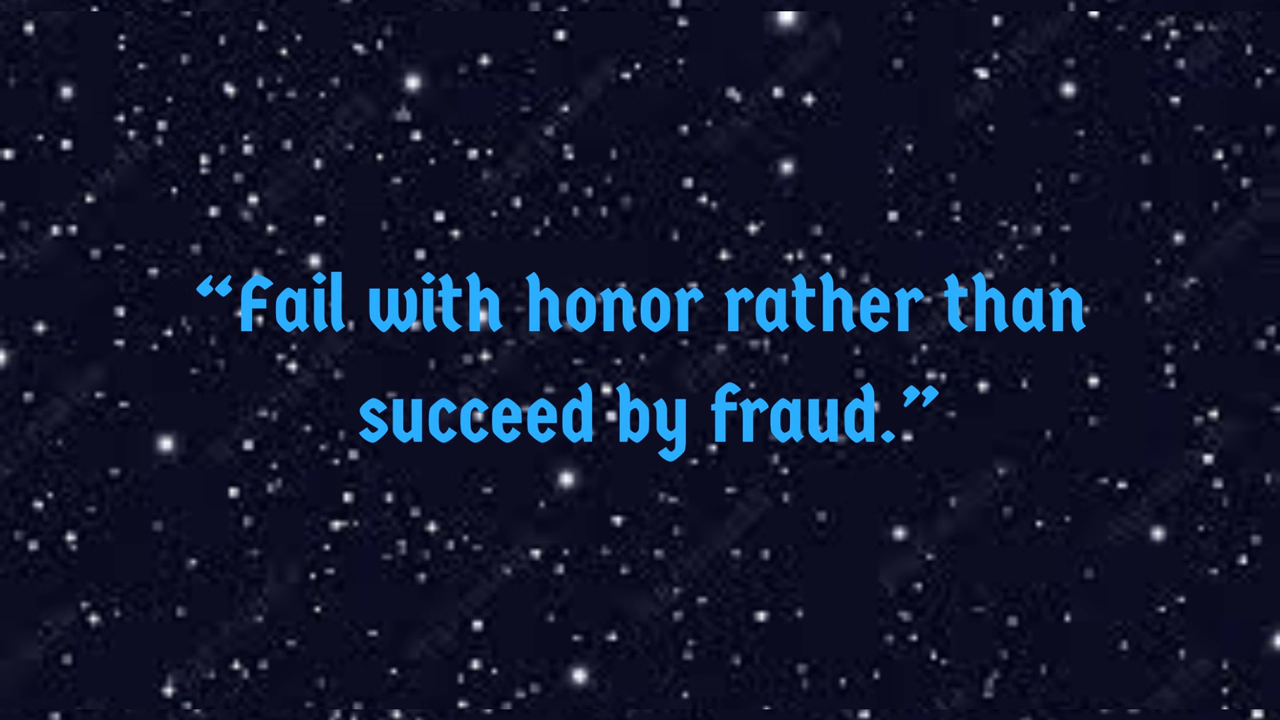 “Fail with honor rather than
succeed by fraud.”